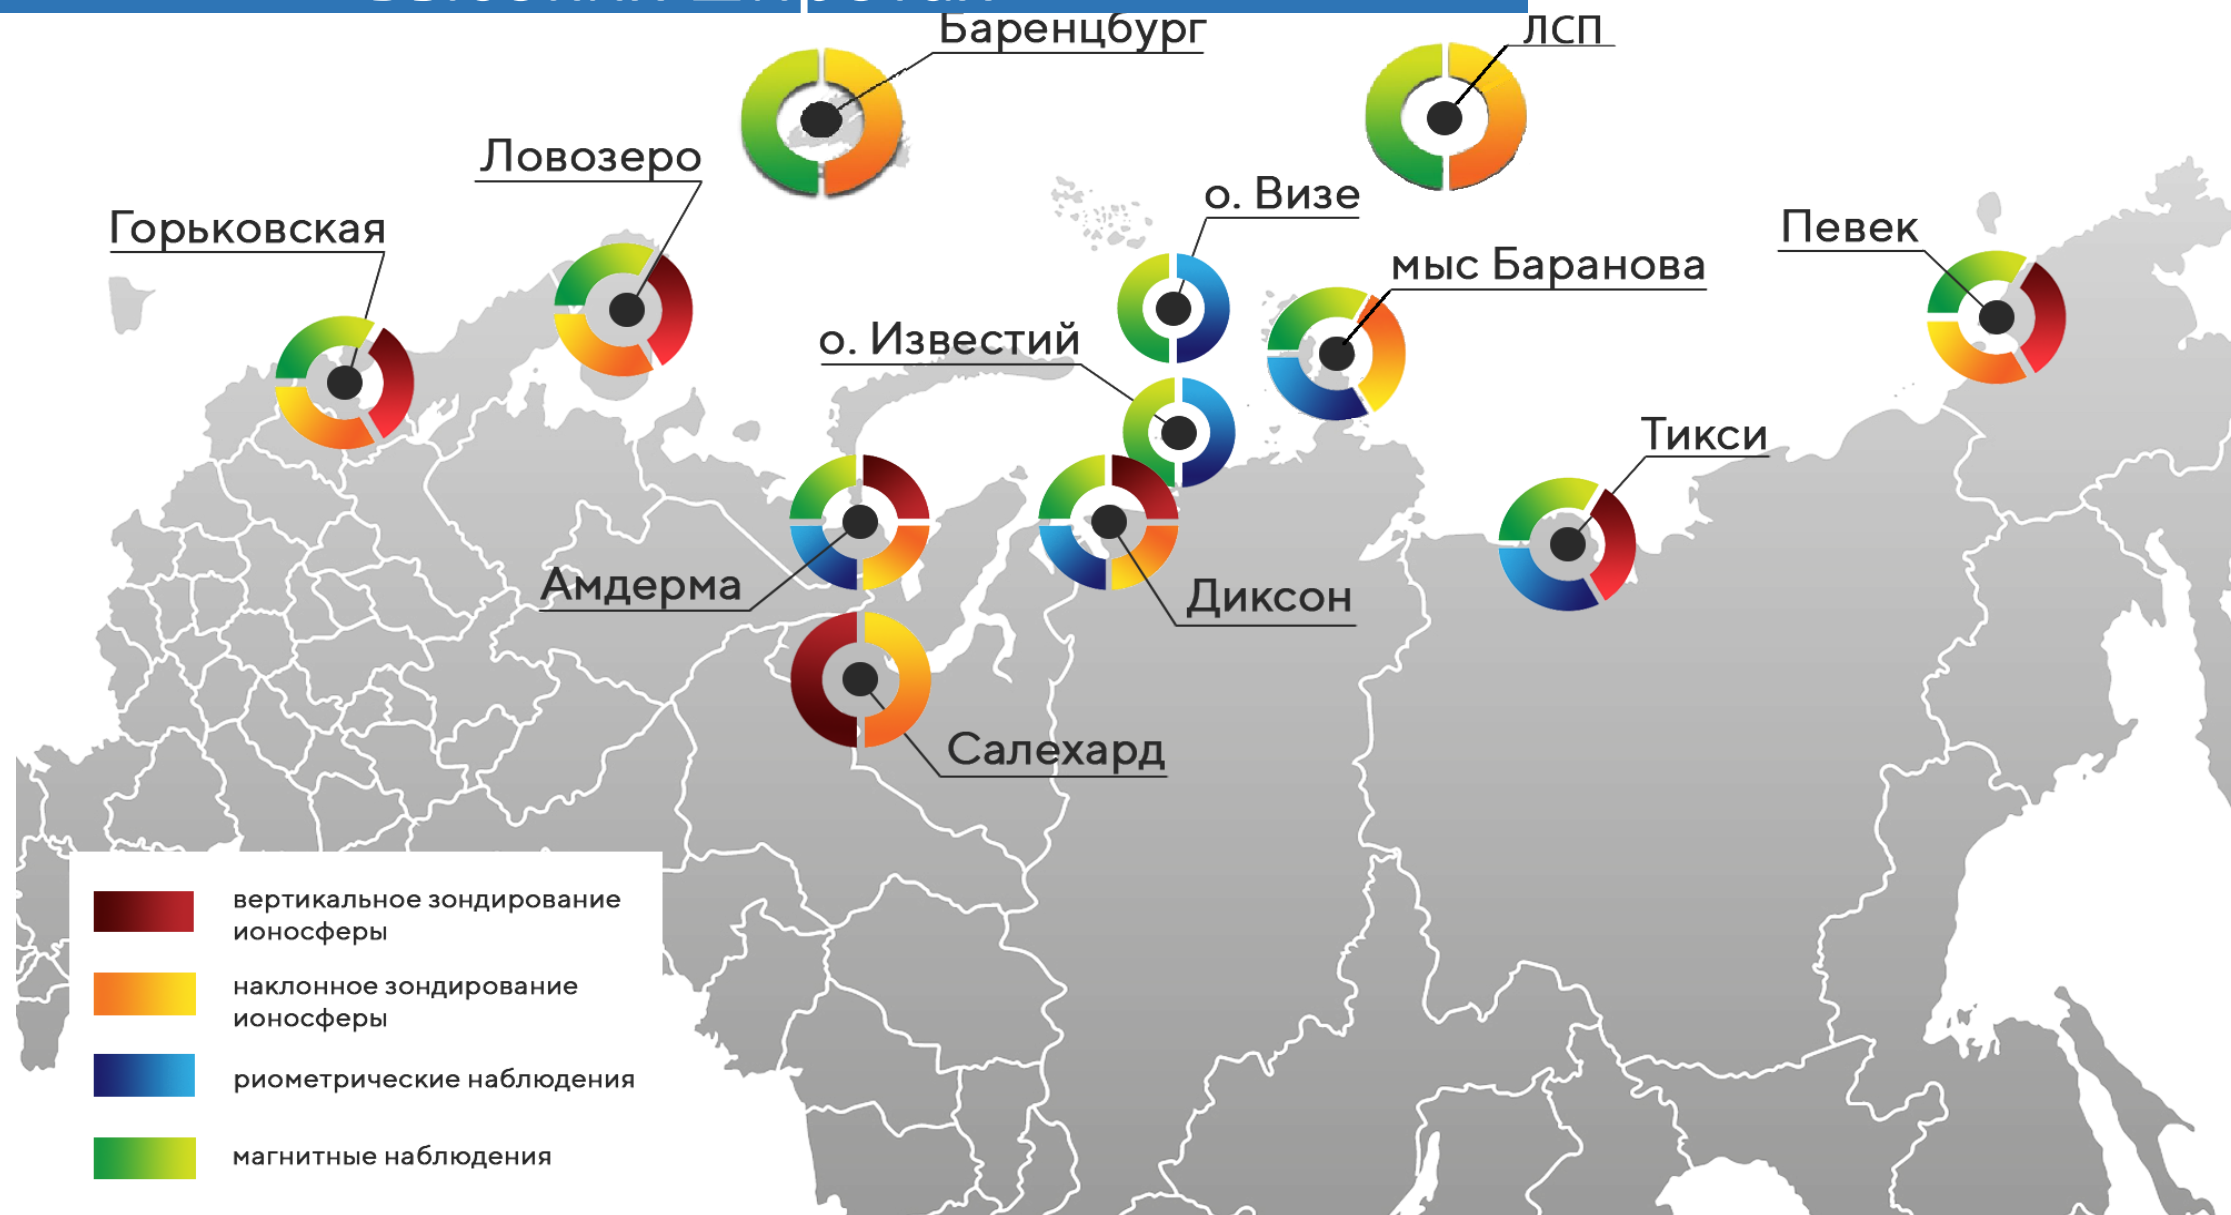 Баренцбург
ЛСП
Ловозеро
о. Визе
Горьковская
Певек
мыс Баранова
о. Известий
Тикси
Амдерма
Диксон
Салехард
вертикальное зондирование
ионосферы
наклонное зондирование
ионосферы
риометрические наблюдения
магнитные наблюдения